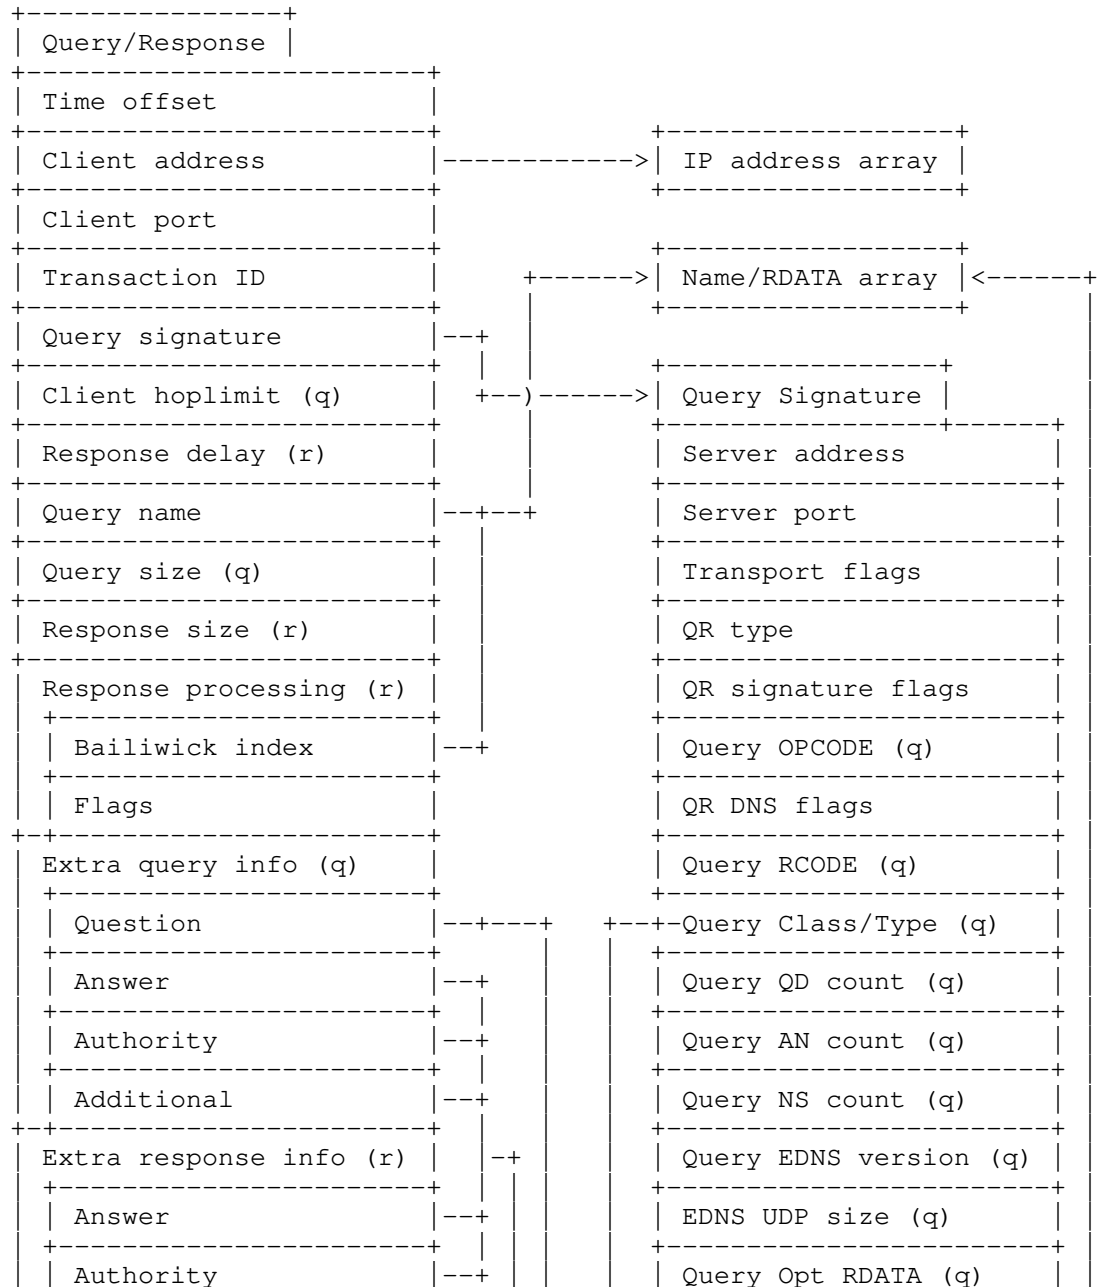 Query/Response
Time offset
Client address
IP address array
Client port
Transaction ID
Name/RDATA array
Query signature
Client hoplimit (q)
Query Signature
Response delay (r)
Server address
Query name
Server port
Query size (q)
Transport flags
Response size (r)
QR type
Response processing (r)
QR signature flags
Bailiwick index
Query OPCODE (q)
Flags
QR DNS flags
Extra query info (q)
Query RCODE (q)
Question
Query Class/Type (q)
Answer
Query QD count (q)
Authority
Query AN count (q)
Additional
Query NS count (q)
Extra response info (r)
Query EDNS version (q)
Answer
EDNS UDP size (q)
Authority
Query Opt RDATA (q)